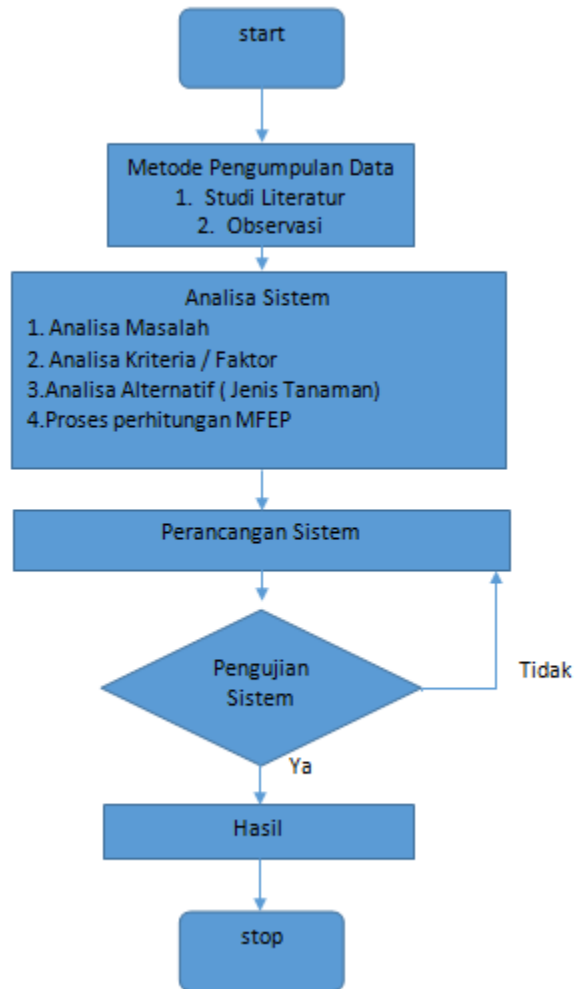 start
Metode Pengumpulan Data
1. Studi Literatur
2. Observasi
Analisa Sistem
1. Analisa Masalah
2. Analisa Kriteria / Faktor
3.Analisa Alternatif ( Jenis Tanaman)
4.Proses perhitungan MFEP
Perancangan Sistem
Pengujian
Sistem
Tidak
Ya
Hasil
stop